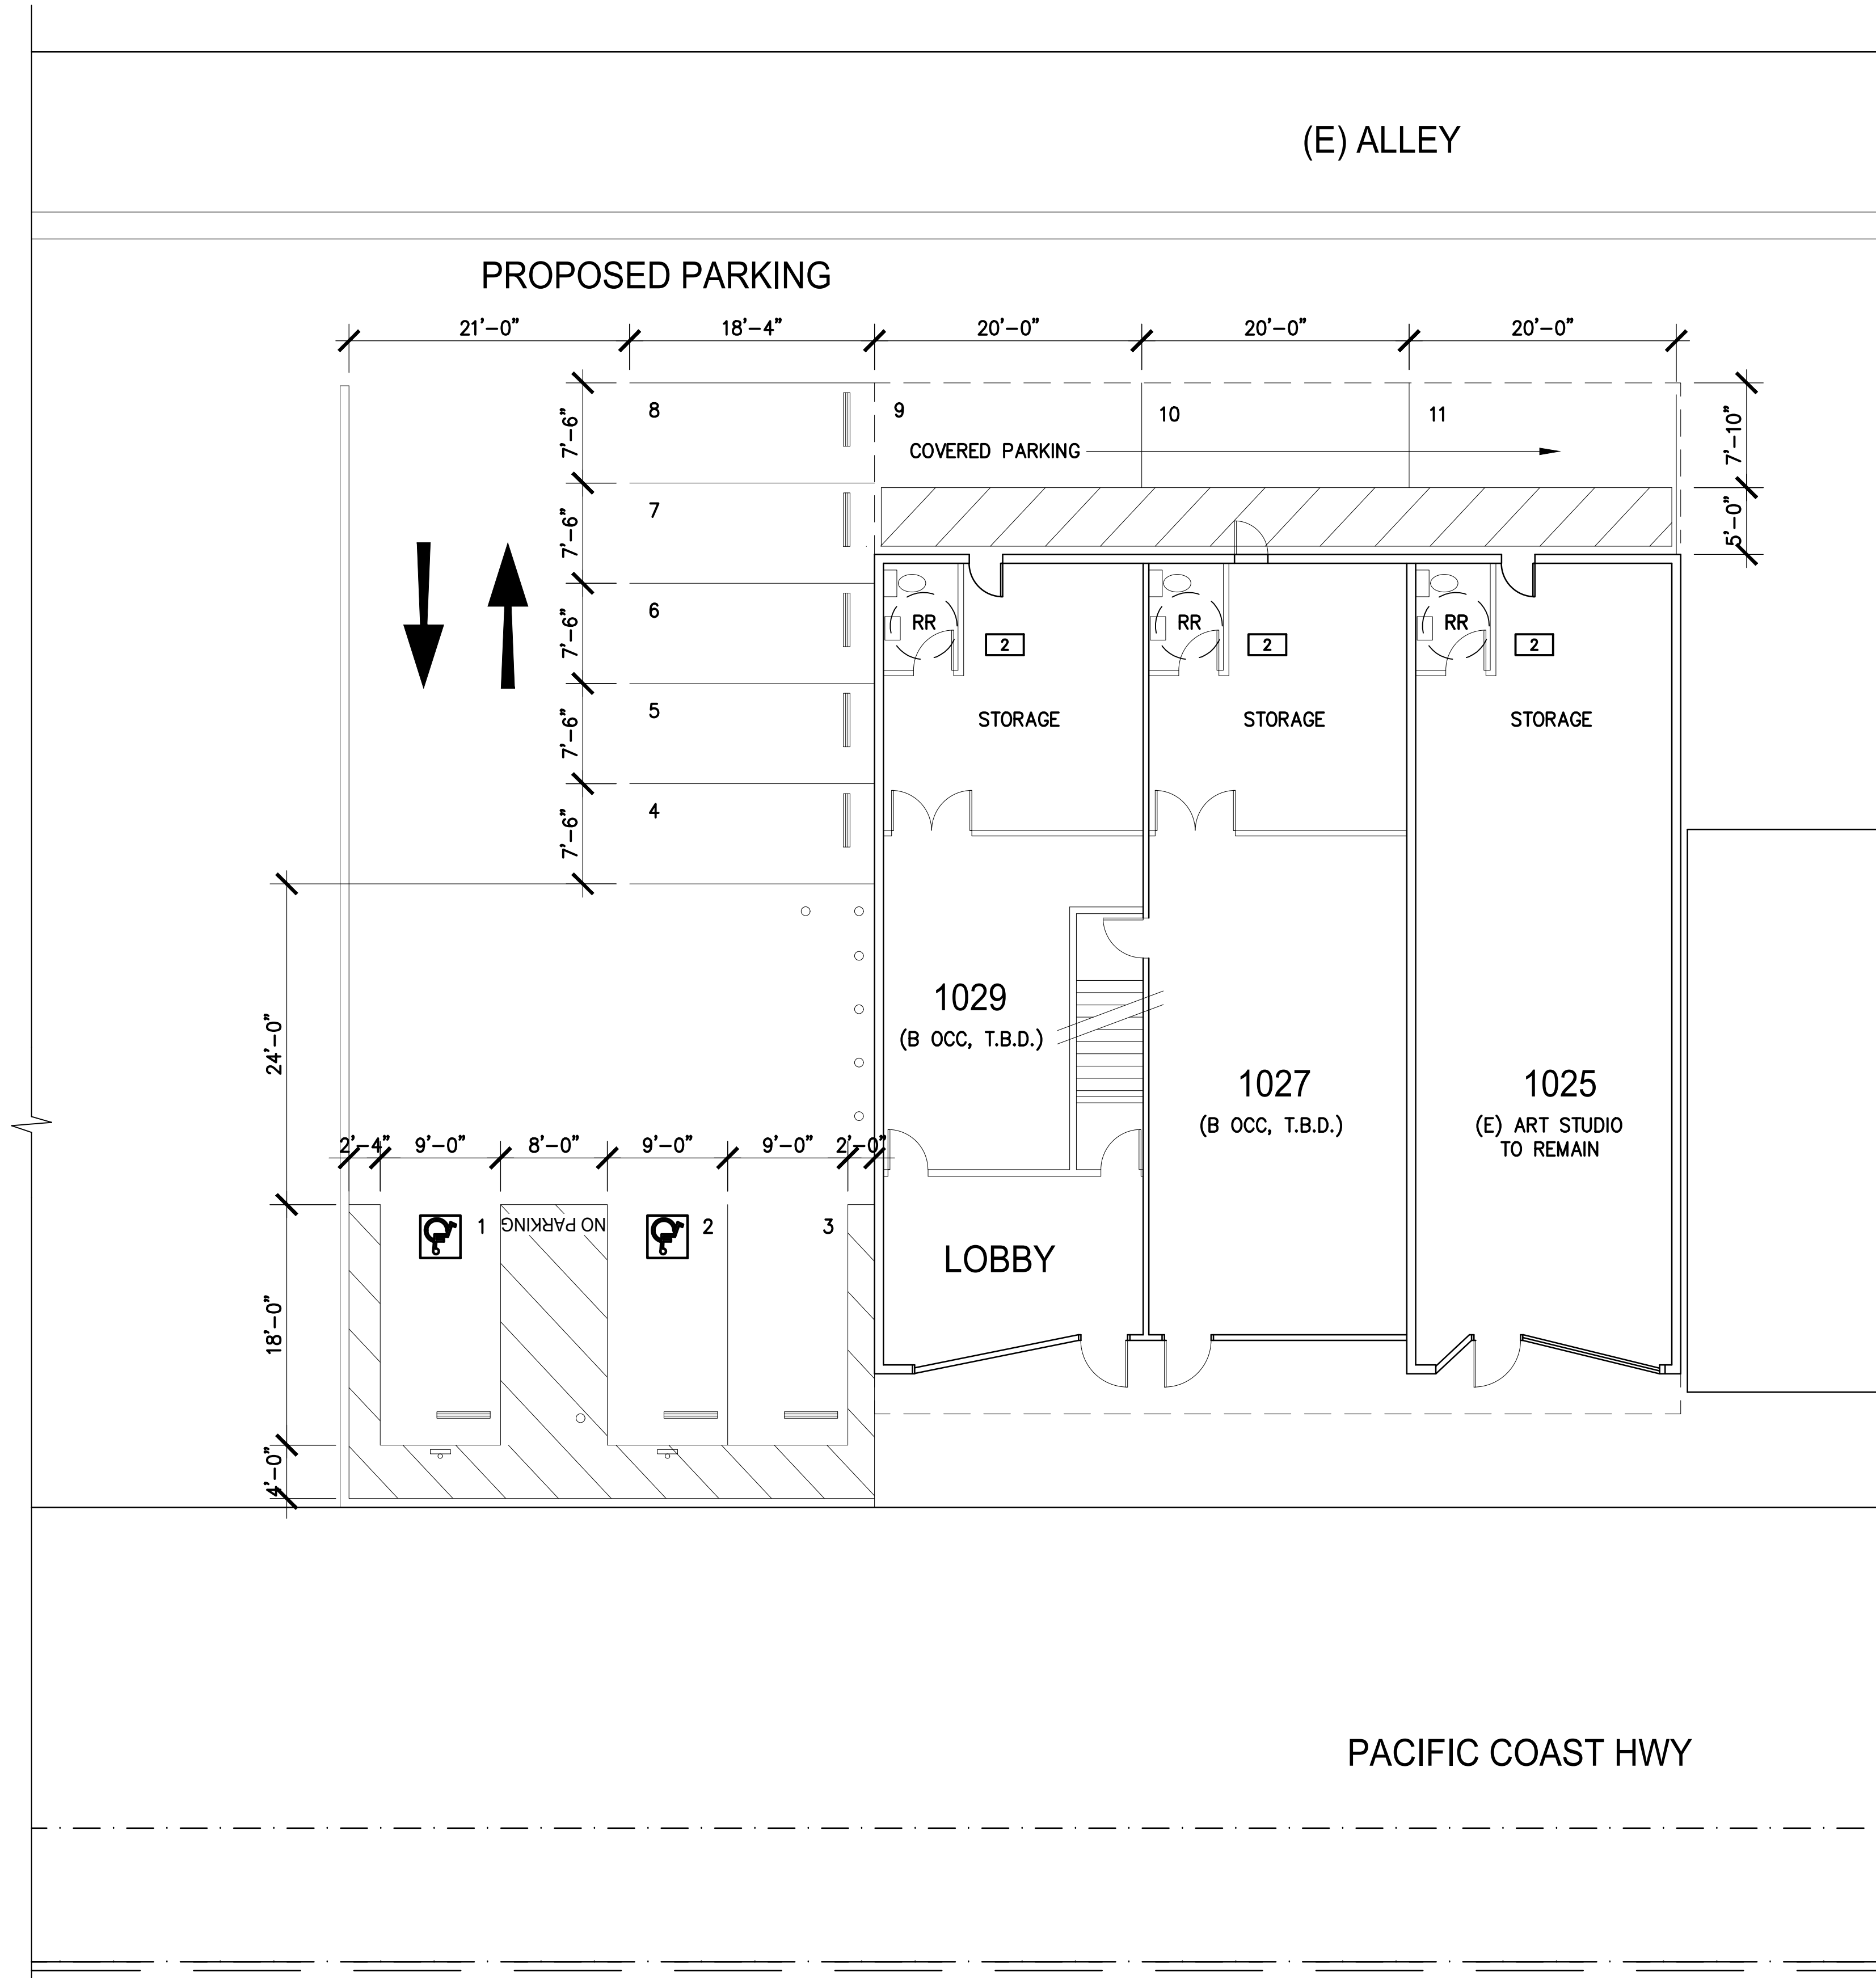 (E) ALLEY
PROPOSED PARKING
21'-0" 18'-4" 20'-0" 20'-0" 20'-0"
8 9 10 11
7'-6" 7'-10"
COVERED PARKING
7 5'-0"
7'-6"
6 RR RR RR
7'-6" 2 2 2
5 STORAGE STORAGE STORAGE
7'-6"
4
7'-6"
1029
(B OCC, T.B.D.)
24'-0"
1027 1025
(B OCC, T.B.D.) (E) ART STUDIO
TO REMAIN
2'-4" 9'-0" 8'-0" 9'-0" 9'-0" 2'-0"
1 NO PARKING 2 3
LOBBY
18'-0"
4'-0"
PACIFIC COAST HWY